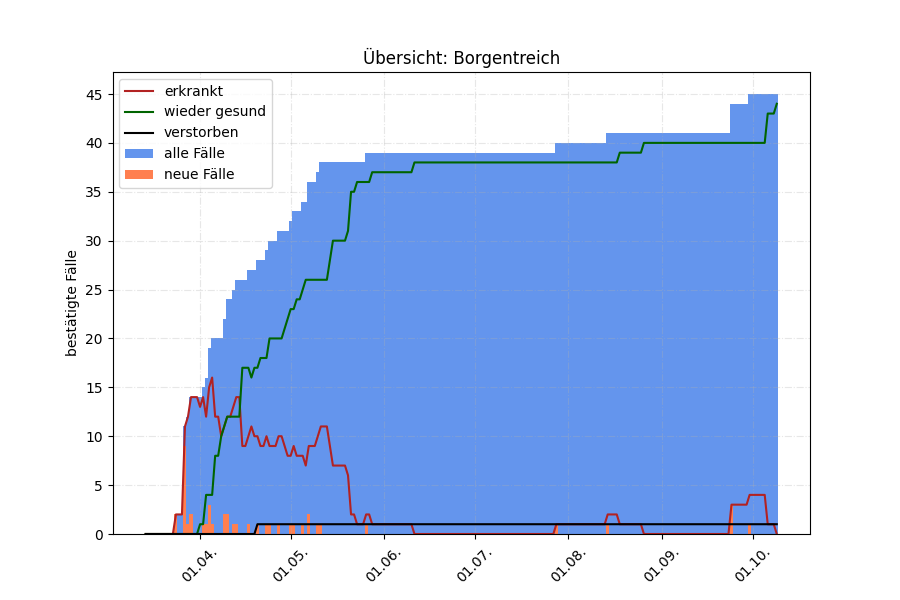 Übersicht: Borgentreich
erkrankt
wieder gesund
verstorben
alle Fälle
neue Fälle
bestätigte Fälle
45
40
35
30
25
20
15
10
5
0
01.04.
01.05.
01.06.
01.07.
01.08.
01.09.
01.10.